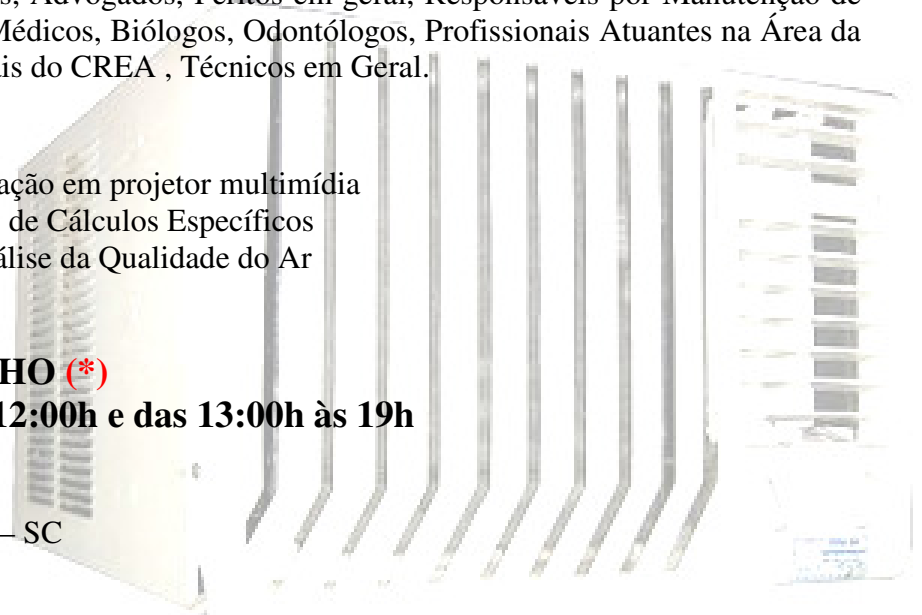 s, Advogados, Peritos em geral, Responsáveis por Manutenção de
Médicos, Biólogos, Odontólogos, Profissionais Atuantes na Área da
ais do CREA , Técnicos em Geral.
ação em projetor multimídia
de Cálculos Específicos
álise da Qualidade do Ar
HO (*)
12:00h e das 13:00h às 19h
– SC